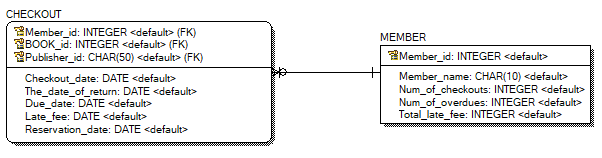 CHECKOUT
Member_id: INTEGER <default> (FK)
BOOK_id: INTEGER <default> (FK)
Publisher_id: CHAR(50) <default> (FK)
Checkout_date: DATE <default>
The_date_of_return: DATE <default>
Due_date: DATE <default>
Late_fee: DATE <default>
Reservation_date: DATE <default>
MEMBER
Member_id: INTEGER <default>
Member_name: CHAR(10) <default>
Num_of_checkouts: INTEGER <default>
Num_of_overdues: INTEGER <default>
Total_late_fee: INTEGER <default>